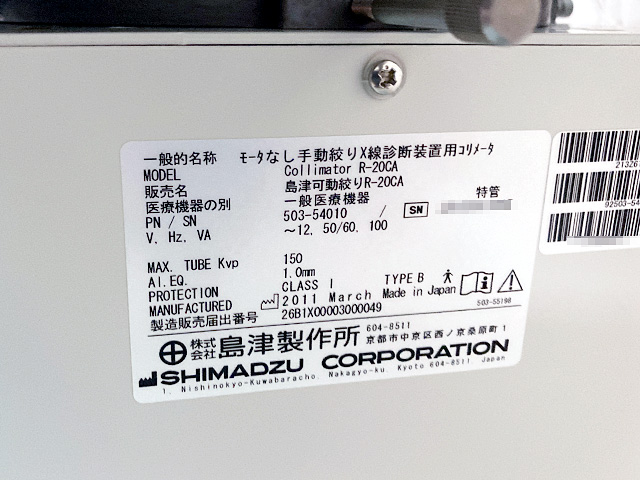 一般的名称 モータなし手動絞りX線診断装置用コリメータ
MODEL Collimator R-20CA
販売名 島津可動絞りR-20CA
医療機器の別 一般医療機器 特管
PN / SN 503-54010 / SN
V, Hz, VA ～12, 50/60, 100
MAX. TUBE Kvp 150
Al.EQ. 1.0mm
PROTECTION CLASS I TYPE B
MANUFACTURED 2011 March Made in Japan
製造販売届出番号 26B1X00003000049
503-55198
株式会社 島津製作所 604-8511
京都市中京区西ノ京桑原町1
SHIMADZU CORPORATION
1, Nishinokyo-Kuwabaracho, Nakagyo-ku, Kyoto 604-8511, Japan
21326
92503-54